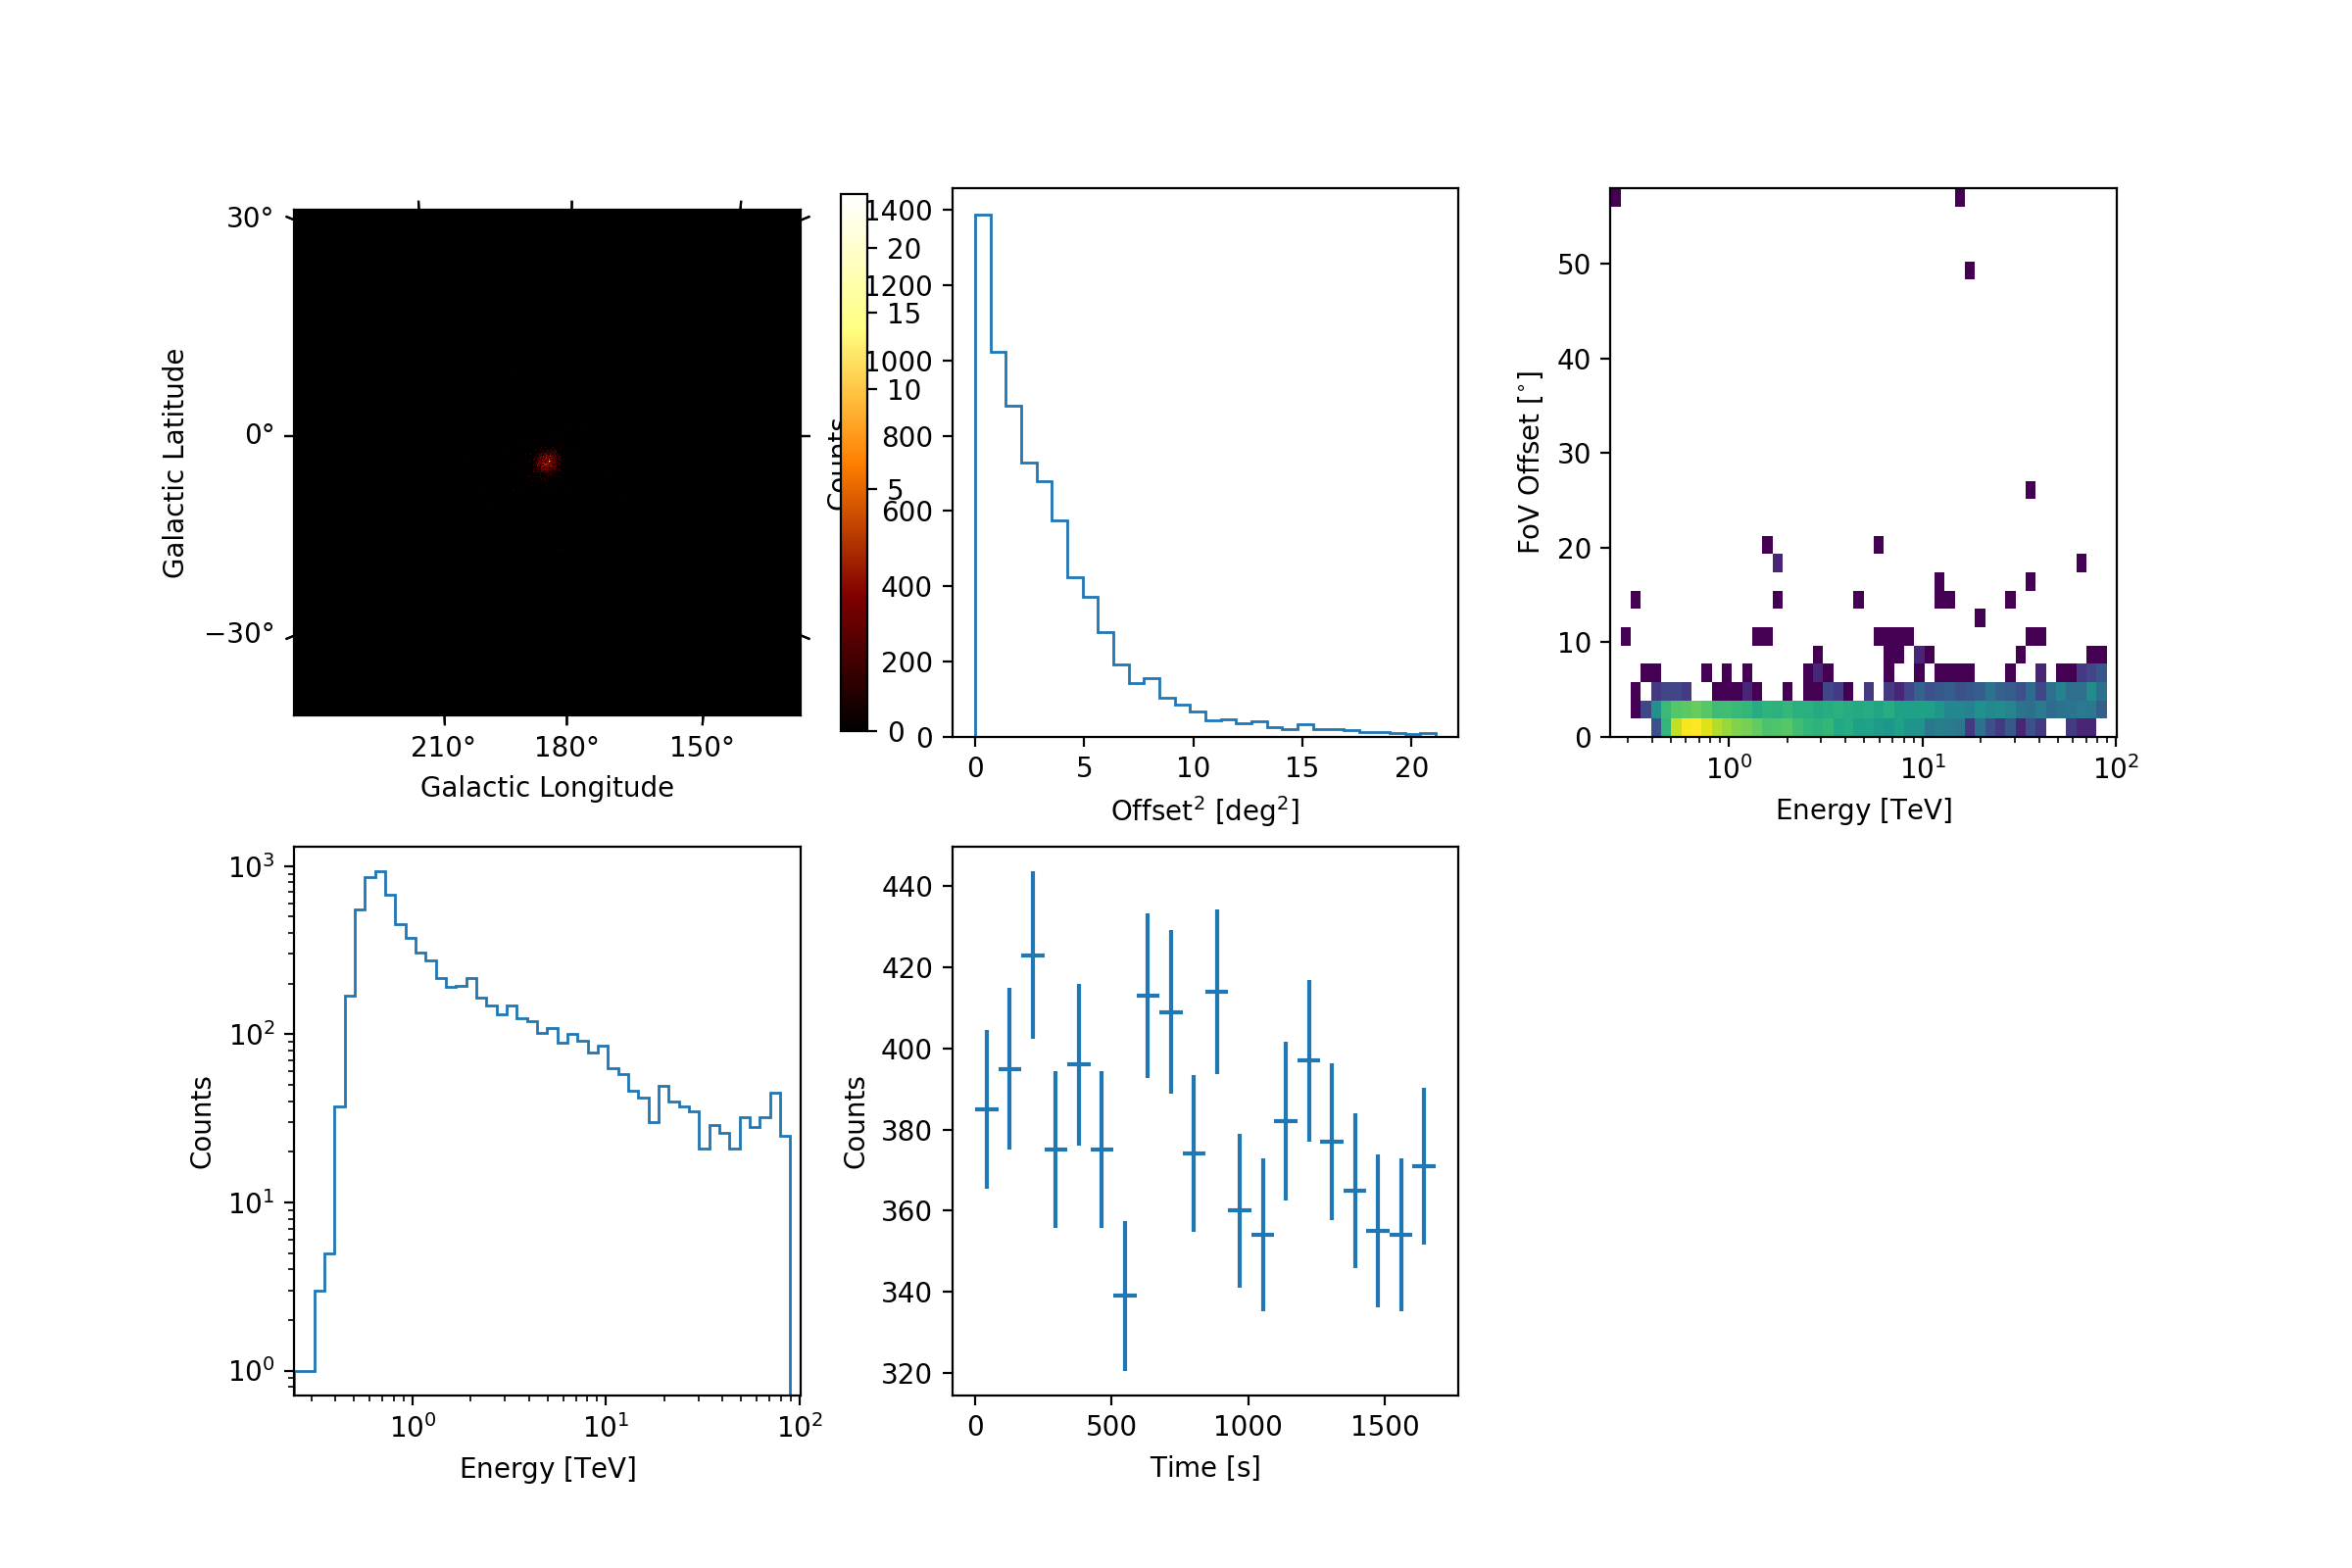 30°
0°
−30°
Galactic Latitude
210° 180° 150°
Galactic Longitude
20
15
10
5
0
Counts
1400
1200
1000
800
600
400
200
0
0 5 10 15 20
Offset² [deg²]
50
40
30
20
10
0
FoV Offset [°]
10⁰ 10¹ 10²
Energy [TeV]
10³
10²
10¹
10⁰
Counts
10⁰ 10¹ 10²
Energy [TeV]
440
420
400
380
360
340
320
Counts
0 500 1000 1500
Time [s]